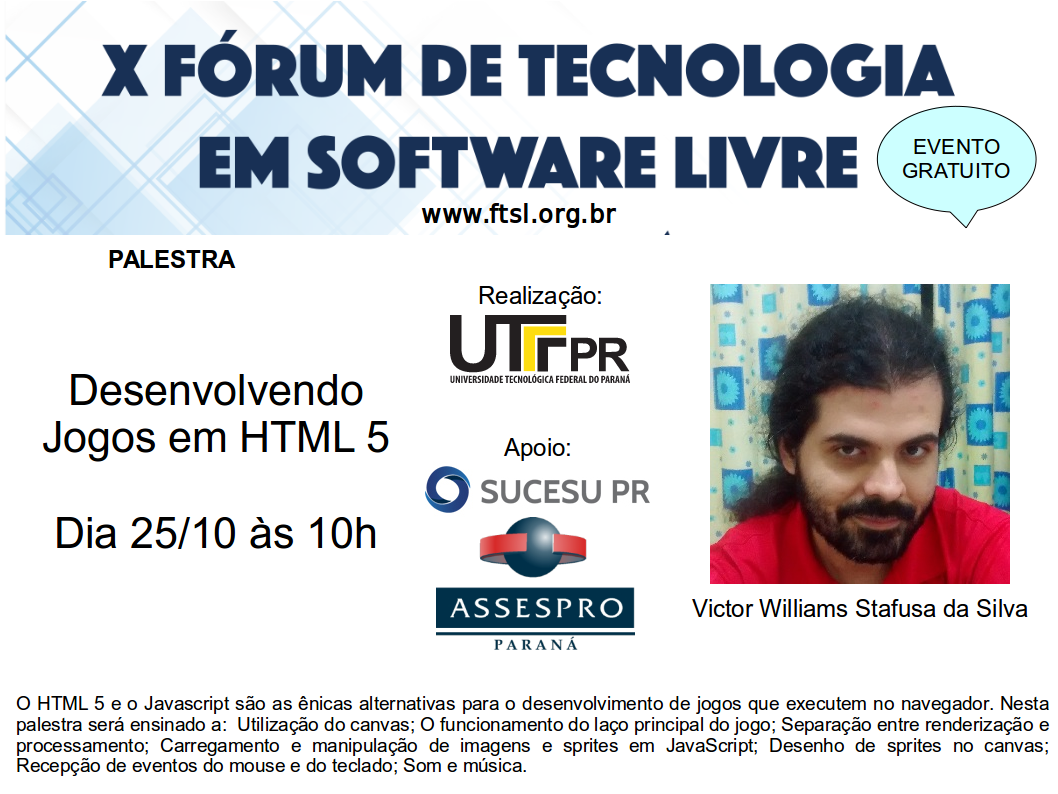 X FÓRUM DE TECNOLOGIA
EM SOFTWARE LIVRE
www.ftsl.org.br
EVENTO
GRATUITO
PALESTRA
Desenvolvendo
Jogos em HTML 5
Dia 25/10 às 10h
Realização:
UTFPR
UNIVERSIDADE TECNOLÓGICA FEDERAL DO PARANÁ
Apoio:
SUCESU PR
ASSESPRO
PARANÁ
Victor Williams Stafusa da Silva
O HTML 5 e o Javascript são as ênicas alternativas para o desenvolvimento de jogos que executem no navegador. Nesta
palestra será ensinado a: Utilização do canvas; O funcionamento do laço principal do jogo; Separação entre renderização e
processamento; Carregamento e manipulação de imagens e sprites em JavaScript; Desenho de sprites no canvas;
Recepção de eventos do mouse e do teclado; Som e música.